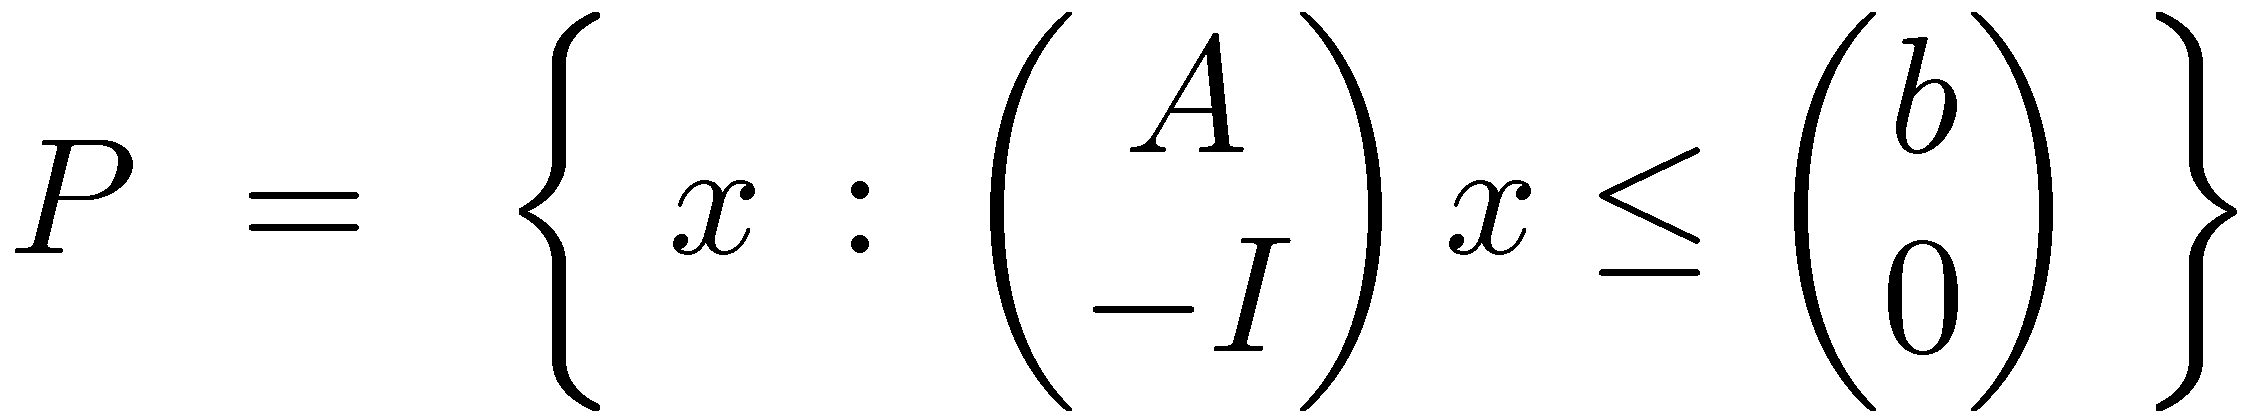 P = { x : ( A -I ) x ≤ ( b 0 ) }